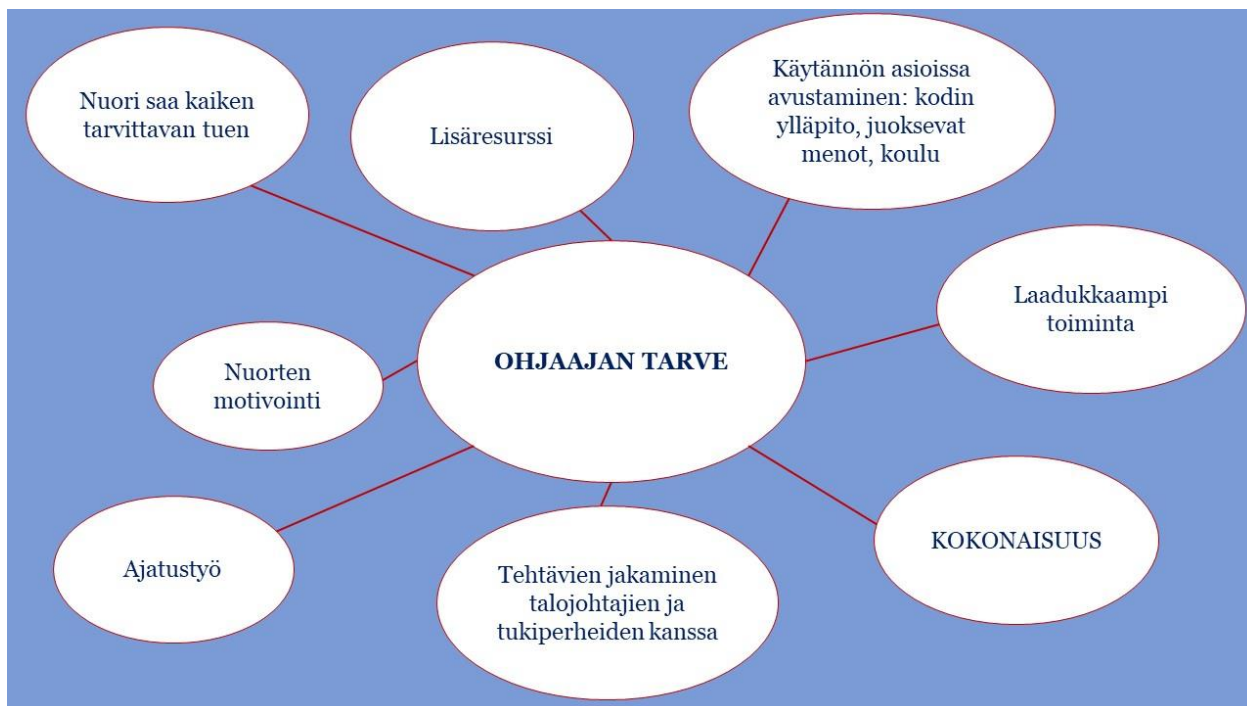 Nuori saa kaiken
tarvittavan tuen
Lisäresurssi
Käytännön asioissa
avustaminen: kodin
ylläpito, juoksevat
menot, koulu
Laadukkaampi
toiminta
OHJAAJAN TARVE
Nuorten
motivointi
Ajatustyö
Tehtävien jakaminen
talojohtajien ja
tukiperheiden kanssa
KOKONAISUUS